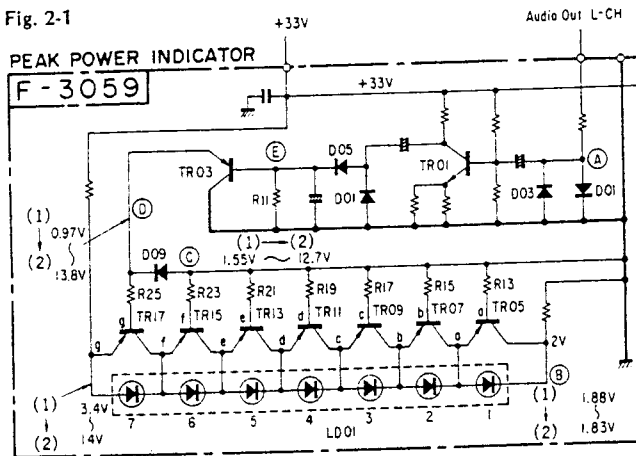 Fig. 2-1
+33V
Audio Out L-CH
PEAK POWER INDICATOR
F-3059
+33V
E
D05
TR03
TR01
A
R11
D01
D03
D01
D
(1)
0.97V
(2)
13.8V
(1) → (2)
1.55V ~ 12.7V
D09
C
R25
R23
R21
R19
R17
R15
R13
TR17
TR15
TR13
TR11
TR09
TR07
TR05
g
f
e
d
c
b
a
g
f
e
d
c
b
a
2V
B
(1)
3.4V
(2)
14V
7
6
5
4
3
2
1
LD01
(1)
1.88V
(2)
1.83V